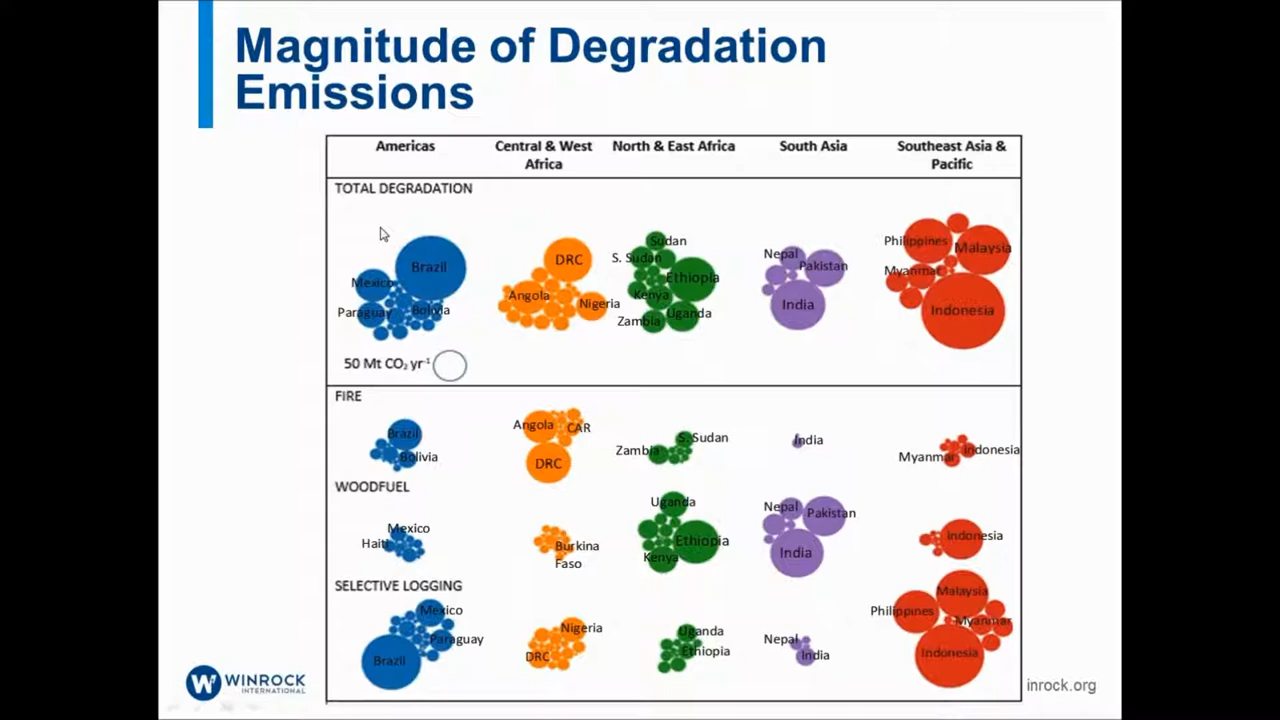 Magnitude of Degradation
Emissions
Americas
Central & West
Africa
North & East Africa
South Asia
Southeast Asia &
Pacific
TOTAL DEGRADATION
Brazil
Mexico
Paraguay
Bolivia
DRC
Angola
Nigeria
Sudan
S. Sudan
Ethiopia
Kenya
Zambia
Uganda
Nepal
Pakistan
India
Philippines
Malaysia
Myanmar
Indonesia
50 Mt CO₂ yr⁻¹
FIRE
Brazil
Bolivia
Angola
CAR
DRC
S. Sudan
Zambia
India
Myanmar
Indonesia
WOODFUEL
Mexico
Haiti
Burkina
Faso
Uganda
Ethiopia
Kenya
Nepal
Pakistan
India
Indonesia
SELECTIVE LOGGING
Mexico
Paraguay
Brazil
Nigeria
DRC
Uganda
Ethiopia
Nepal
India
Malaysia
Philippines
Myanmar
Indonesia
WINROCK
INTERNATIONAL
inrock.org